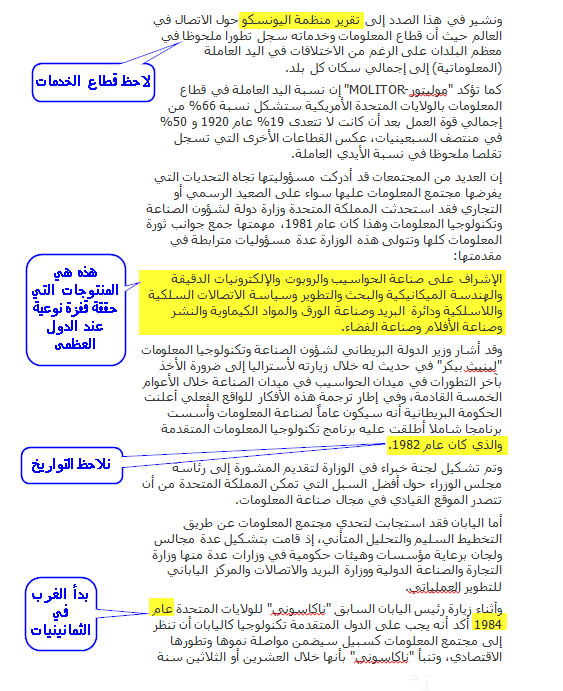 ونشير في هذا الصدد إلى تقرير منظمة اليونسكو حول الاتصال في
العالم حيث أن قطاع المعلومات وخدماته سجل تطورا ملحوظا في
معظم البلدان على الرغم من الاختلافات في اليد العاملة
(المعلوماتية) إلى إجمالي سكان كل بلد.
لاحظ قطاع الخدمات
كما تؤكد "موليتور-MOLITOR" إن نسبة اليد العاملة في قطاع
المعلومات بالولايات المتحدة الأمريكية ستشكل نسبة 66% من
إجمالي قوة العمل بعد أن كانت لا تتعدى 19% عام 1920 و 50%
في منتصف السبعينيات، عكس القطاعات الأخرى التي تسجل
تقلصا ملحوظا في نسبة الأيدي العاملة.
إن العديد من المجتمعات قد أدركت مسؤوليتها تجاه التحديات التي
يفرضها مجتمع المعلومات عليها سواء على الصعيد الرسمي أو
التجاري فقد استحدثت المملكة المتحدة وزارة دولة لشؤون الصناعة
وتكنولوجيا المعلومات وهذا كان عام 1981، مهمتها جمع جوانب ثورة
المعلومات كلها وتتولى هذه الوزارة عدة مسؤوليات مترابطة في
مقدمتها:
الإشراف على صناعة الحواسيب والروبوت والإلكترونيات الدقيقة
والهندسة الميكانيكية والبحث والتطوير وسياسة الاتصالات السلكية
واللاسلكية ودائرة البريد وصناعة الورق والمواد الكيماوية والنشر
وصناعة الأفلام وصناعة الفضاء.
هذه هي
المنتوجات التي
حققة قفزة نوعية
عند الدول
العظمى
وقد أشار وزير الدولة البريطاني لشؤون الصناعة وتكنولوجيا المعلومات
"لينيث بيكر" في حديث له خلال زيارته لأستراليا إلى ضرورة الأخذ
بآخر التطورات في ميدان الحواسيب في ميدان الصناعة خلال الأعوام
الخمسة القادمة، وفي إطار ترجمة هذه الأفكار للواقع الفعلي أعلنت
الحكومة البريطانية أنه سيكون عاماً لصناعة المعلومات وأسست
برنامجا شاملا أطلقت عليه برنامج تكنولوجيا المعلومات المتقدمة
والذي كان عام 1982.
نلاحظ التواريخ
وتم تشكيل لجنة خبراء في الوزارة لتقديم المشورة إلى رئاسة
مجلس الوزراء حول أفضل السبل التي تمكن المملكة المتحدة من أن
تتصدر الموقع القيادي في مجال صناعة المعلومات.
أما اليابان فقد استجابت لتحدي مجتمع المعلومات عن طريق
التخطيط السليم والتحليل المتأني، إذ قامت بتشكيل عدة مجالس
ولجان برعاية مؤسسات وهيئات حكومية في وزارات عدة منها وزارة
التجارة والصناعة الدولية ووزارة البريد والاتصالات والمركز الياباني
للتطوير العملياتي.
وأثناء زيارة رئيس اليابان السابق "ناكاسوني" للولايات المتحدة عام
1984 أكد أنه يجب على الدول المتقدمة تكنولوجيا كاليابان أن تنظر
إلى مجتمع المعلومات كسبيل سيضمن مواصلة نموها وتطورها
الاقتصادي، وتنبأ "ناكاسوني" بأنها خلال العشرين أو الثلاثين سنة
بدأ الغرب
في
الثمانينيات